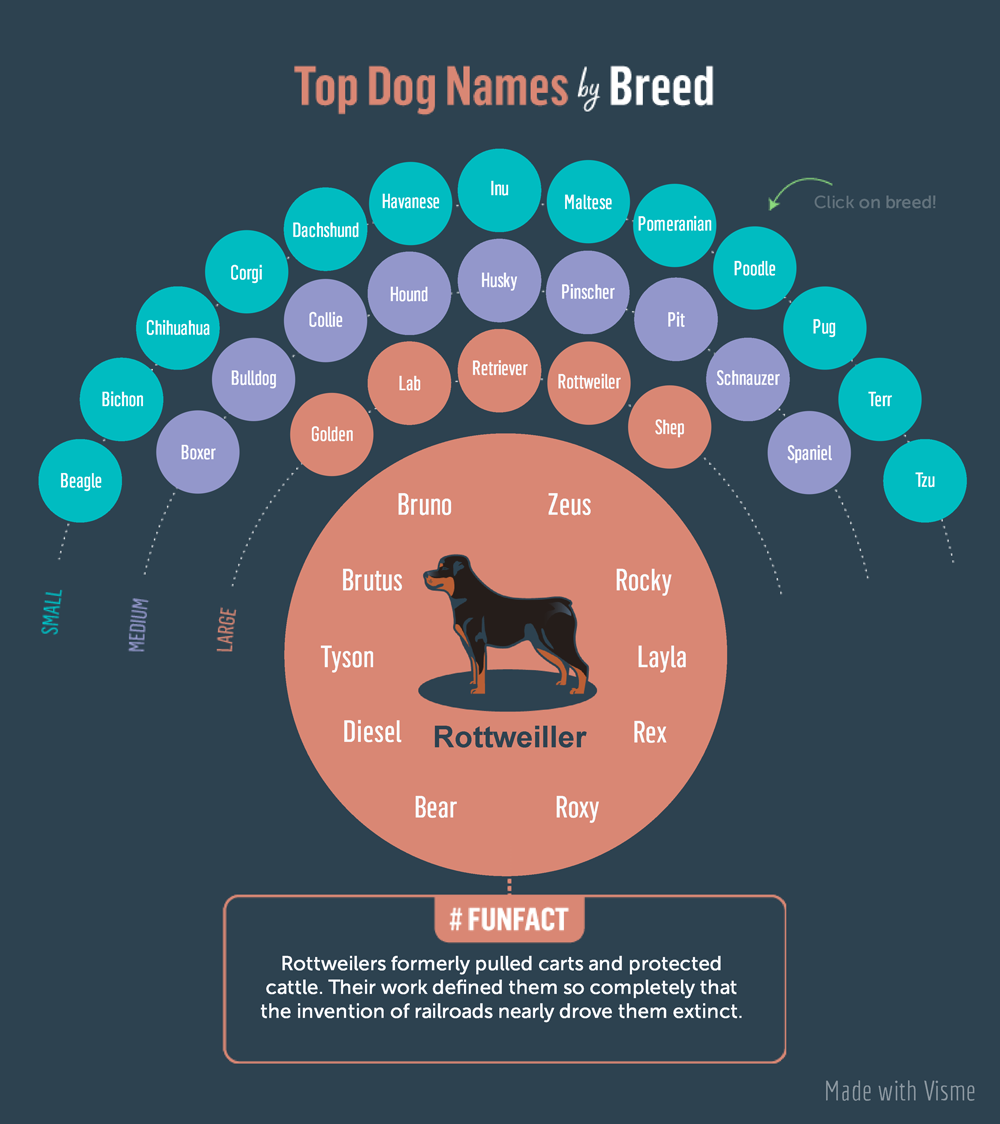 Top Dog Names by Breed
Click on breed!
Inu
Havanese
Maltese
Dachshund
Pomeranian
Corgi
Poodle
Chihuahua
Pug
Bichon
Terr
Beagle
Tzu
Husky
Hound
Pinscher
Collie
Pit
Bulldog
Schnauzer
Boxer
Spaniel
Retriever
Lab
Rottweiler
Golden
Shep
SMALL
MEDIUM
LARGE
Bruno
Zeus
Brutus
Rocky
Tyson
Layla
Diesel
Rex
Bear
Roxy
Rottweiller
# FUNFACT
Rottweilers formerly pulled carts and protected
cattle. Their work defined them so completely that
the invention of railroads nearly drove them extinct.
Made with Visme